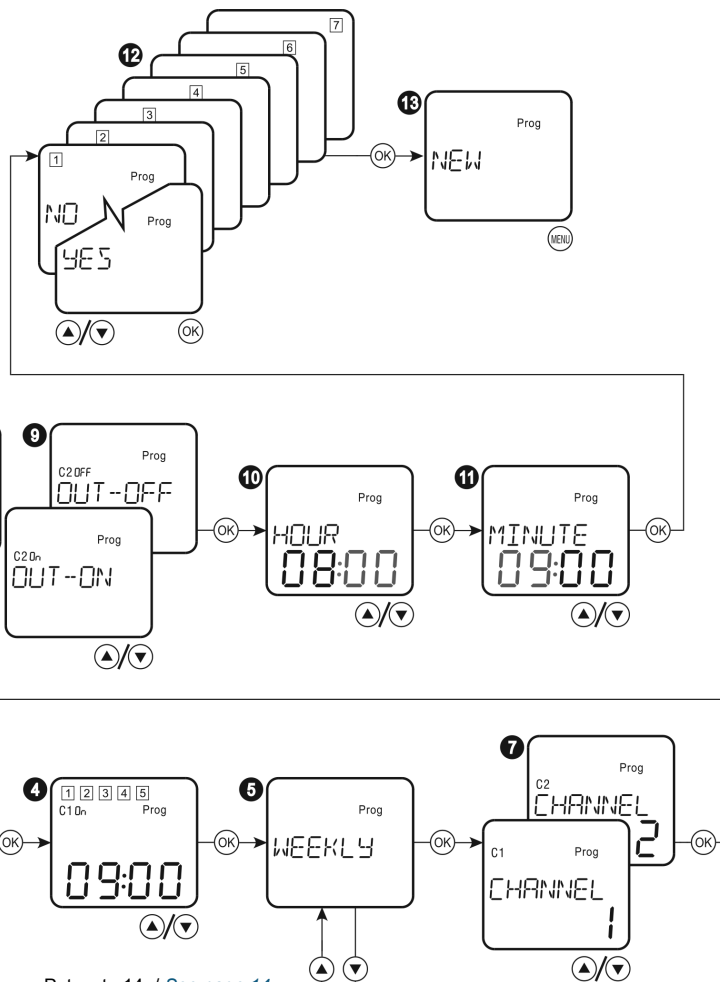 7
12
6
5
4
3
2
1
Prog
NO
Prog
YES
OK
OK
13
Prog
NEW
MENU
9
Prog
C2 OFF
OUT-OFF
Prog
C2 On
OUT-ON
OK
10
Prog
HOUR
08:00
OK
11
Prog
MINUTE
09:00
OK
OK
4
1 2 3 4 5
C1 On Prog
09:00
OK
5
Prog
WEEKLY
OK
7
Prog
C2
CHANNEL
2
C1 Prog
CHANNEL
1
OK